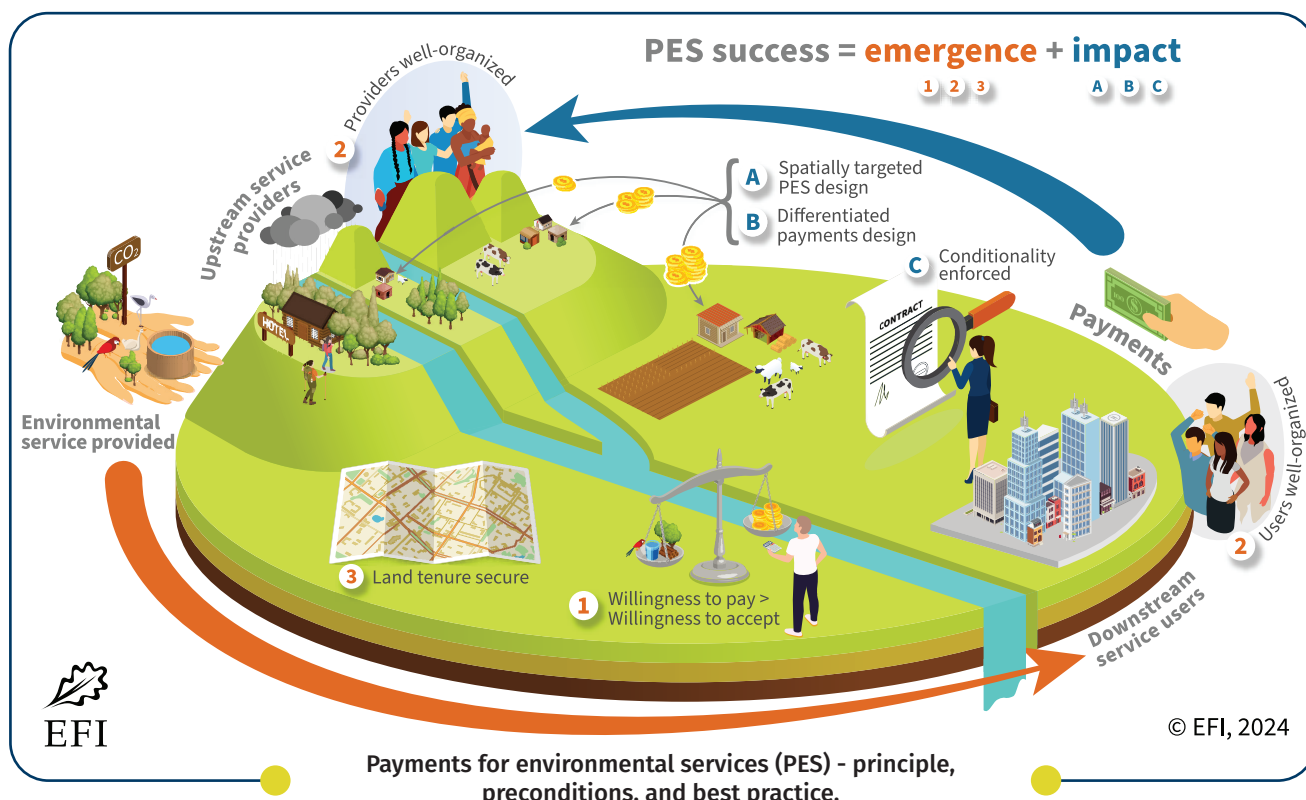 PES success = emergence + impact
1 2 3
A B C
Providers well-organized
2
Upstream service
providers
A
Spatially targeted
PES design
B
Differentiated
payments design
C
Conditionality
enforced
CONTRACT
Payments
CO2
HOTEL
Environmental
service provided
Users well-organized
2
3
Land tenure secure
1
Willingness to pay >
Willingness to accept
Downstream
service users
EFI
© EFI, 2024
Payments for environmental services (PES) - principle,
preconditions, and best practice.